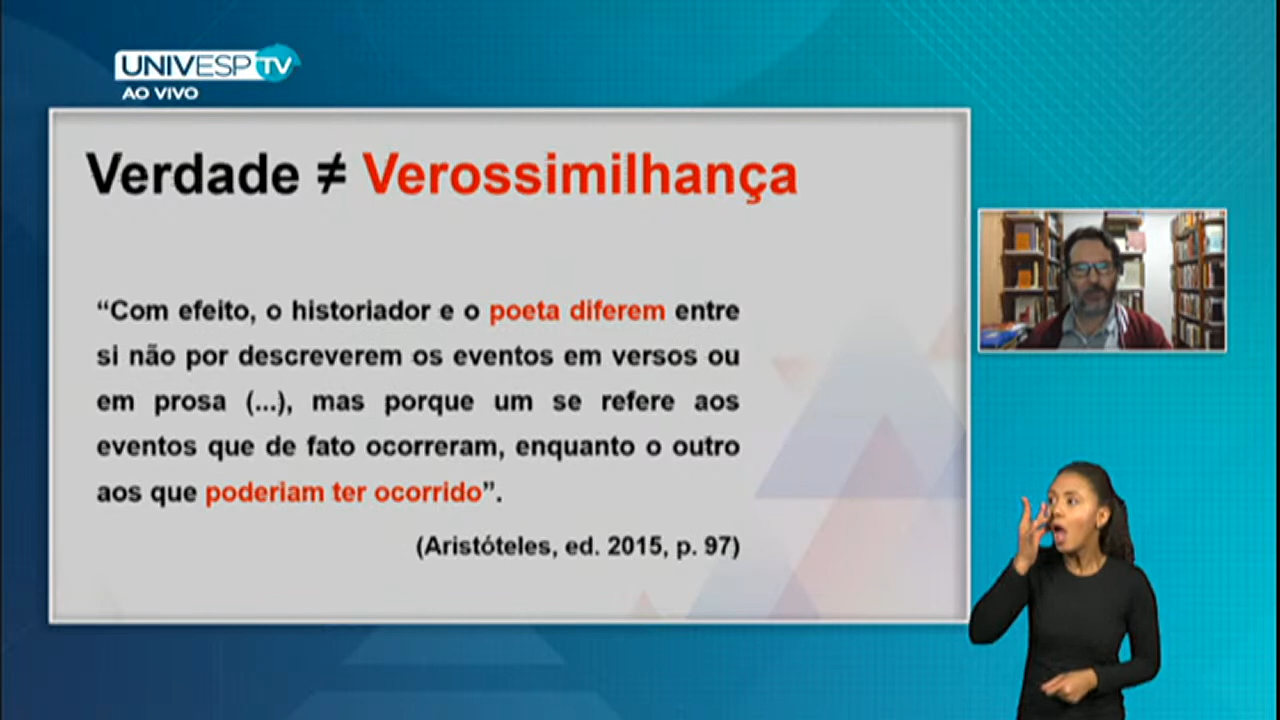 UNIVESP TV
AO VIVO
Verdade ≠ Verossimilhança
“Com efeito, o historiador e o poeta diferem entre
si não por descreverem os eventos em versos ou
em prosa (...), mas porque um se refere aos
eventos que de fato ocorreram, enquanto o outro
aos que poderiam ter ocorrido”.
(Aristóteles, ed. 2015, p. 97)